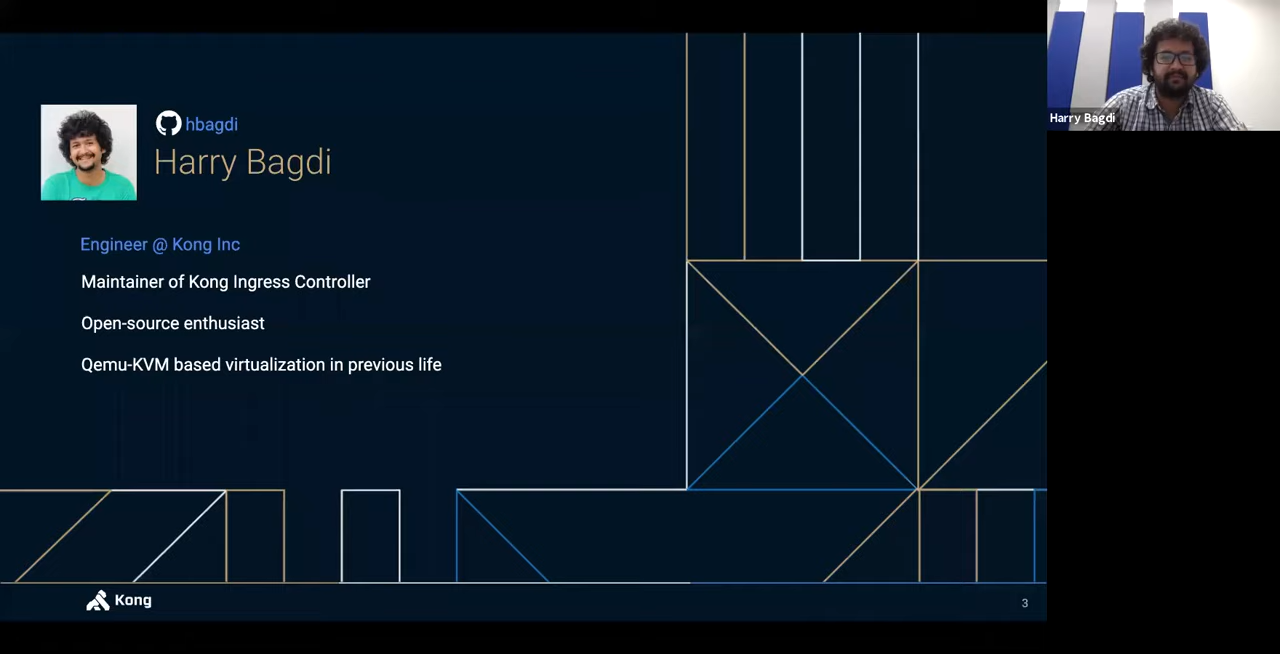 hbagdi
Harry Bagdi
Engineer @ Kong Inc
Maintainer of Kong Ingress Controller
Open-source enthusiast
Qemu-KVM based virtualization in previous life
Kong
3
Harry Bagdi